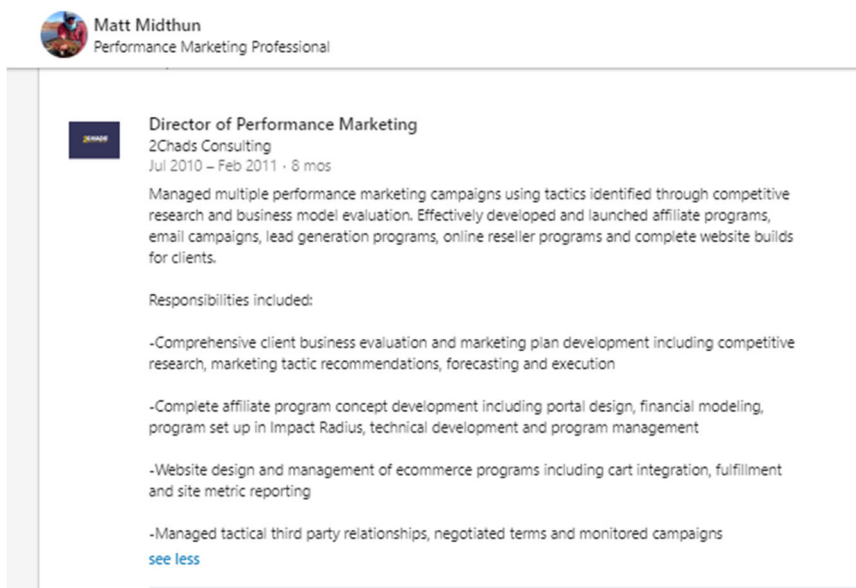 Matt Midthun
Performance Marketing Professional
2CHADS
Director of Performance Marketing
2Chads Consulting
Jul 2010 – Feb 2011 · 8 mos
Managed multiple performance marketing campaigns using tactics identified through competitive
research and business model evaluation. Effectively developed and launched affiliate programs,
email campaigns, lead generation programs, online reseller programs and complete website builds
for clients.
Responsibilities included:
-Comprehensive client business evaluation and marketing plan development including competitive
research, marketing tactic recommendations, forecasting and execution
-Complete affiliate program concept development including portal design, financial modeling,
program set up in Impact Radius, technical development and program management
-Website design and management of ecommerce programs including cart integration, fulfillment
and site metric reporting
-Managed tactical third party relationships, negotiated terms and monitored campaigns
see less